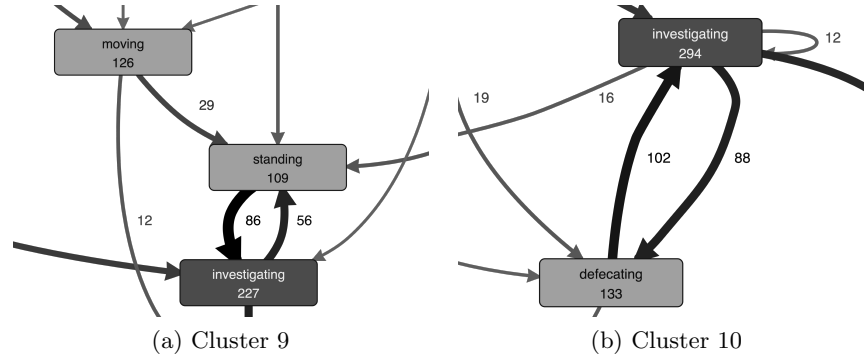 moving
126
29
standing
109
12
86
56
investigating
227
(a) Cluster 9
investigating
294
12
19
16
102
88
defecating
133
(b) Cluster 10